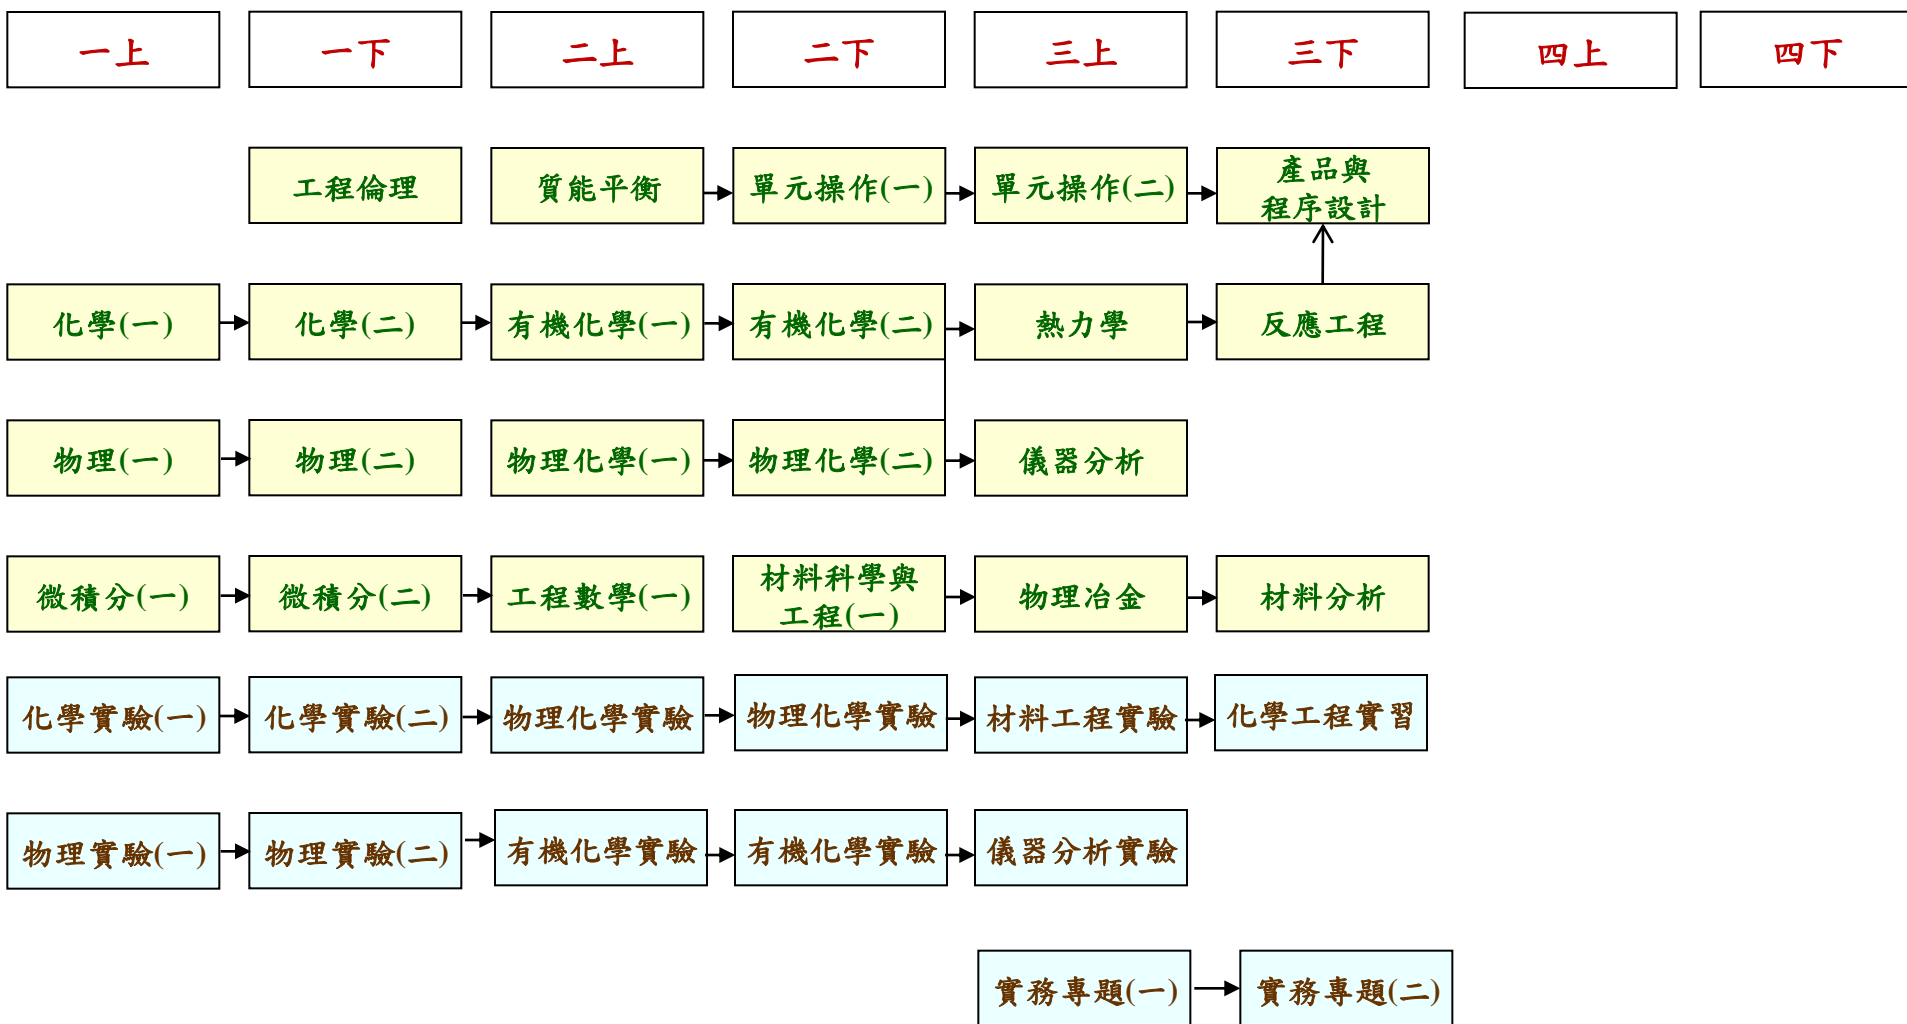 一上
一下
二上
二下
三上
三下
四上
四下
工程倫理
質能平衡
單元操作(一)
單元操作(二)
產品與
程序設計
化學(一)
化學(二)
有機化學(一)
有機化學(二)
熱力學
反應工程
物理(一)
物理(二)
物理化學(一)
物理化學(二)
儀器分析
微積分(一)
微積分(二)
工程數學(一)
材料科學與
工程(一)
物理冶金
材料分析
化學實驗(一)
化學實驗(二)
物理化學實驗
物理化學實驗
材料工程實驗
化學工程實習
物理實驗(一)
物理實驗(二)
有機化學實驗
有機化學實驗
儀器分析實驗
實務專題(一)
實務專題(二)